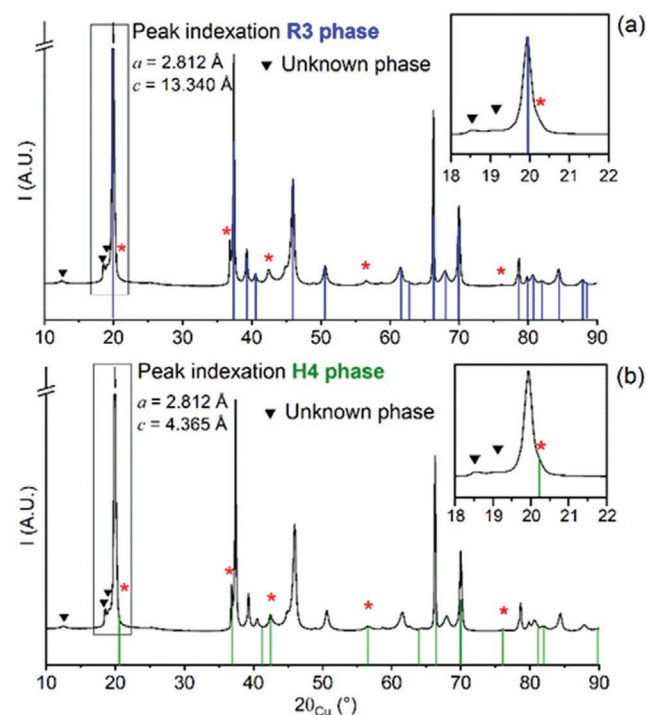 (a)
Peak indexation R3 phase
a = 2.812 Å
c = 13.340 Å
▼ Unknown phase
*
18 19 20 21 22
I (A.U.)
* * * * *
10 20 30 40 50 60 70 80 90
(b)
Peak indexation H4 phase
a = 2.812 Å
c = 4.365 Å
▼ Unknown phase
*
18 19 20 21 22
I (A.U.)
* * * * *
10 20 30 40 50 60 70 80 90
2θCu (°)